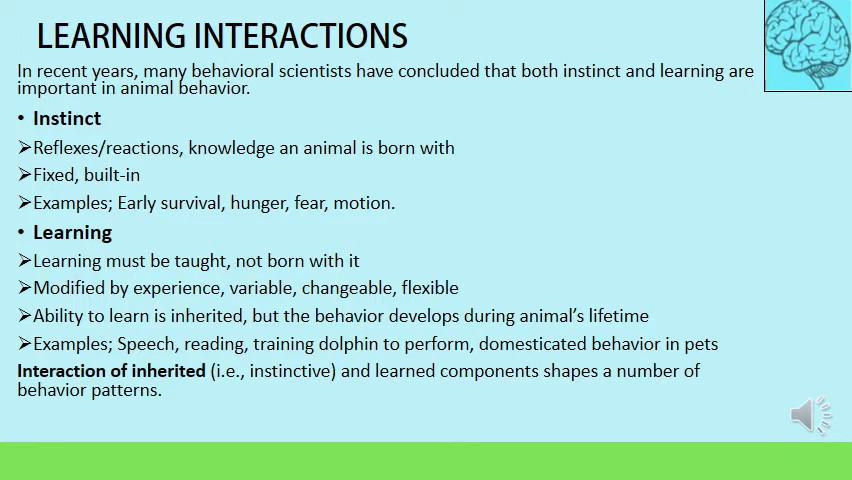 LEARNING INTERACTIONS
In recent years, many behavioral scientists have concluded that both instinct and learning are
important in animal behavior.
• Instinct
➢Reflexes/reactions, knowledge an animal is born with
➢Fixed, built-in
➢Examples; Early survival, hunger, fear, motion.
• Learning
➢Learning must be taught, not born with it
➢Modified by experience, variable, changeable, flexible
➢Ability to learn is inherited, but the behavior develops during animal’s lifetime
➢Examples; Speech, reading, training dolphin to perform, domesticated behavior in pets
Interaction of inherited (i.e., instinctive) and learned components shapes a number of
behavior patterns.